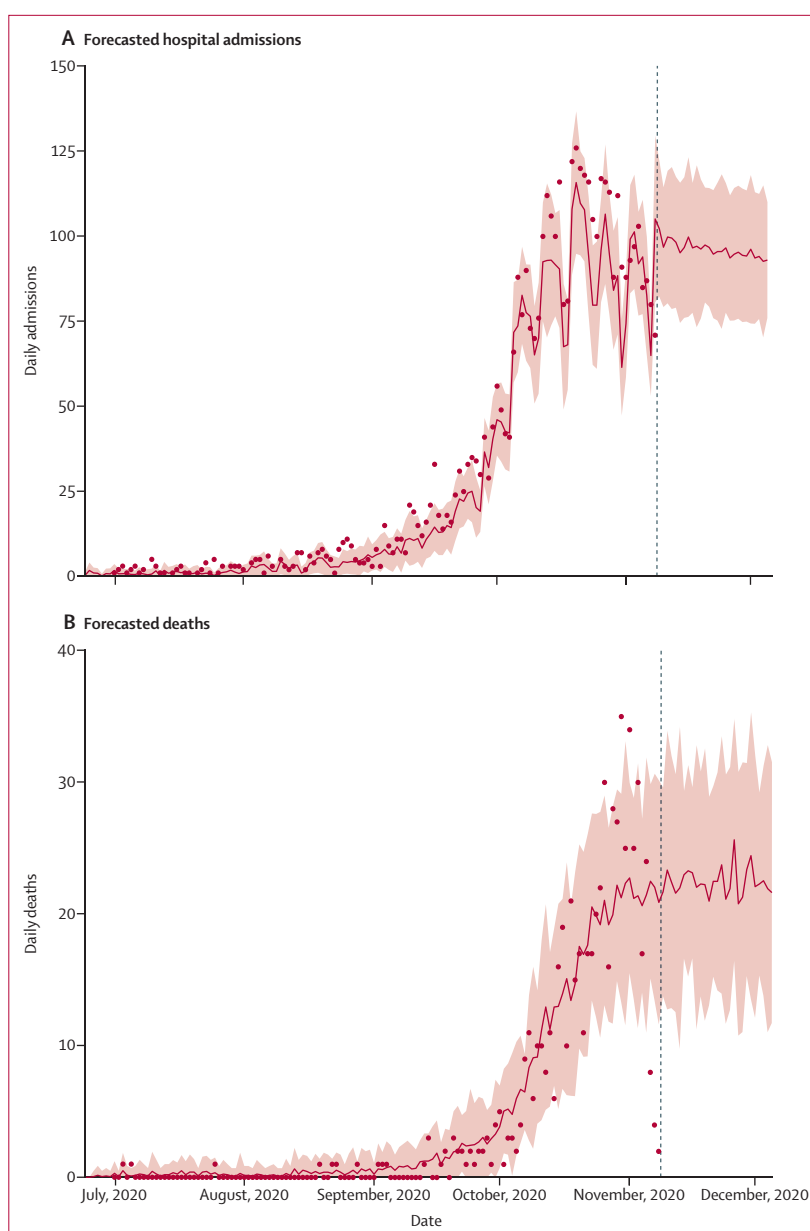 A Forecasted hospital admissions
150
125
100
75
50
25
0
Daily admissions
B Forecasted deaths
40
30
20
10
0
Daily deaths
July, 2020 August, 2020 September, 2020 October, 2020 November, 2020 December, 2020
Date